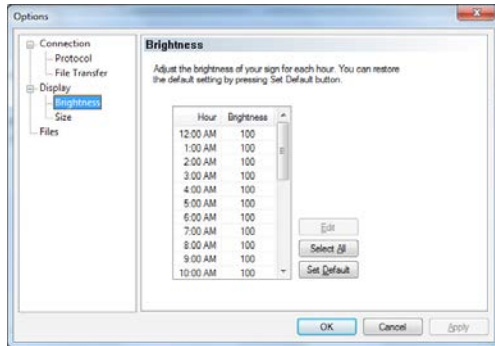 Options
Connection
Protocol
File Transfer
Display
Brightness
Size
Files
Brightness
Adjust the brightness of your sign for each hour. You can restore
the default setting by pressing Set Default button.
Hour Brightness
12:00 AM 100
1:00 AM 100
2:00 AM 100
3:00 AM 100
4:00 AM 100
5:00 AM 100
6:00 AM 100
7:00 AM 100
8:00 AM 100
9:00 AM 100
10:00 AM 100
Edit
Select All
Set Default
OK Cancel Apply